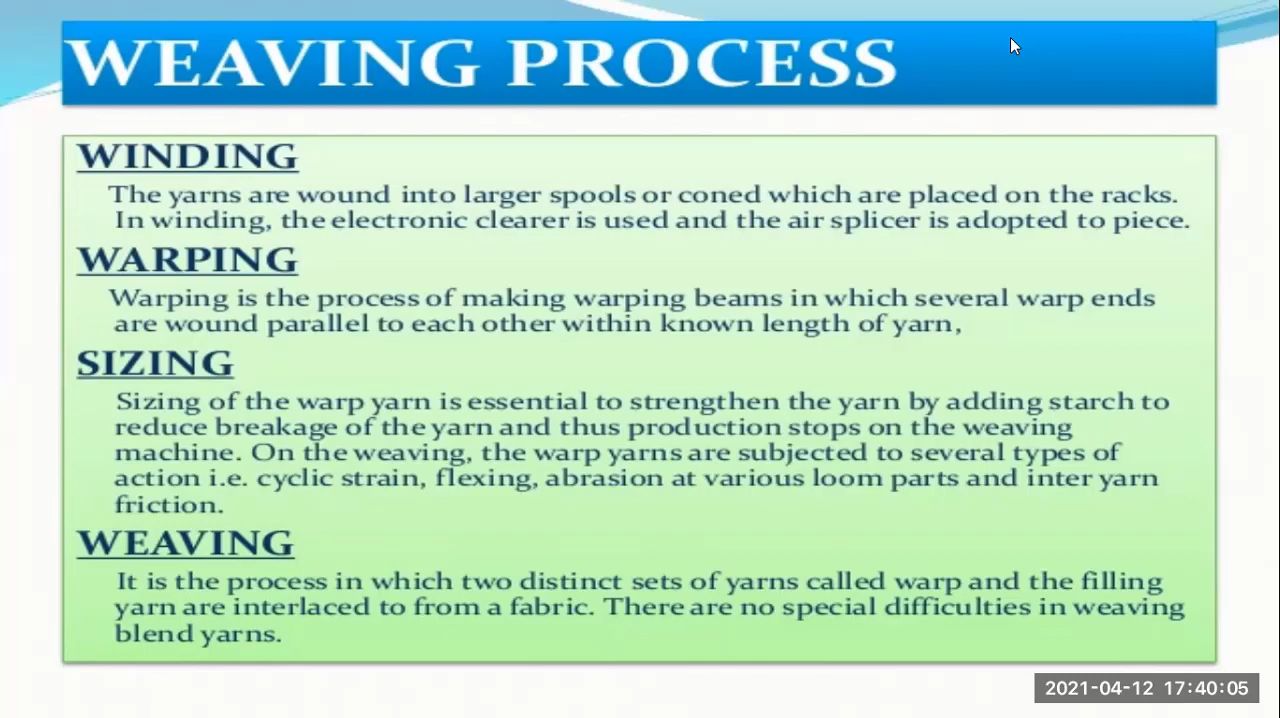 WEAVING PROCESS
WINDING
The yarns are wound into larger spools or coned which are placed on the racks.
In winding, the electronic clearer is used and the air splicer is adopted to piece.
WARPING
Warping is the process of making warping beams in which several warp ends
are wound parallel to each other within known length of yarn,
SIZING
Sizing of the warp yarn is essential to strengthen the yarn by adding starch to
reduce breakage of the yarn and thus production stops on the weaving
machine. On the weaving, the warp yarns are subjected to several types of
action i.e. cyclic strain, flexing, abrasion at various loom parts and inter yarn
friction.
WEAVING
It is the process in which two distinct sets of yarns called warp and the filling
yarn are interlaced to from a fabric. There are no special difficulties in weaving
blend yarns.
2021-04-12 17:40:05